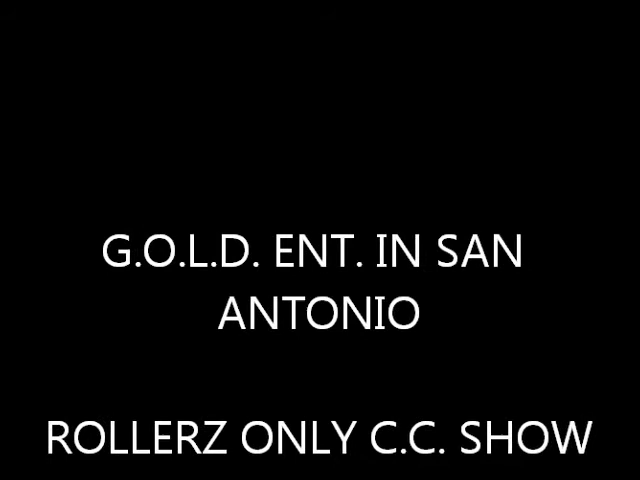 G.O.L.D. ENT. IN SAN
ANTONIO
ROLLERZ ONLY C.C. SHOW